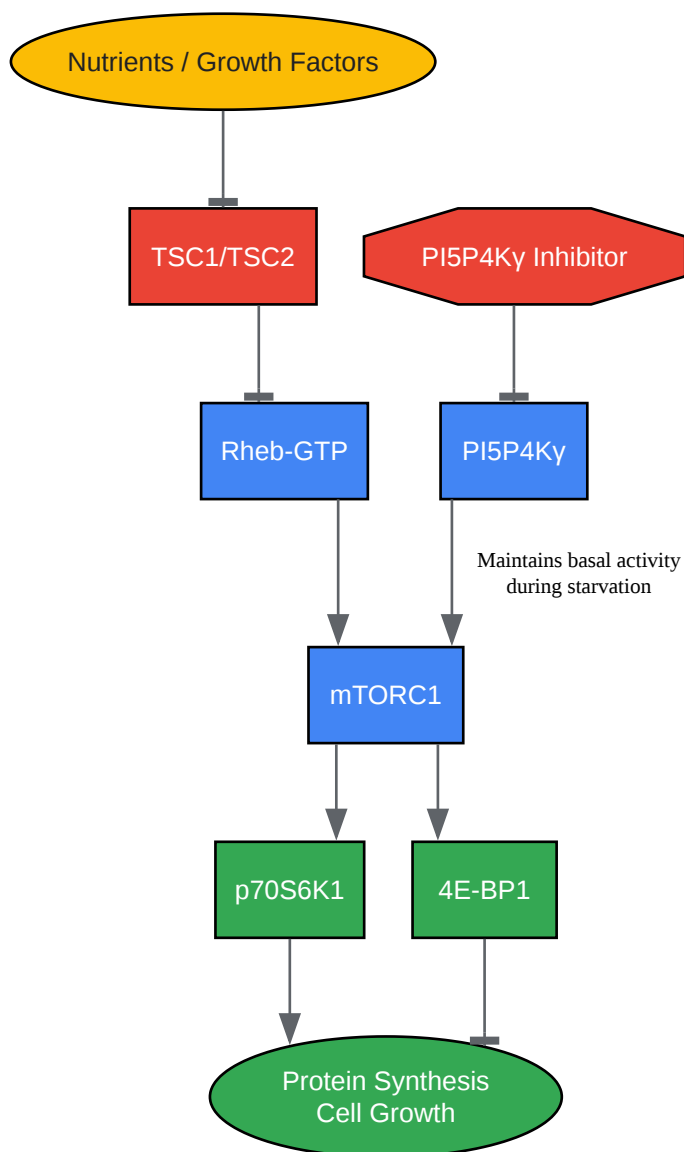 Nutrients / Growth Factors
TSC1/TSC2
PI5P4Kγ Inhibitor
Rheb-GTP
PI5P4Kγ
Maintains basal activity
during starvation
mTORC1
p70S6K1
4E-BP1
Protein Synthesis
Cell Growth